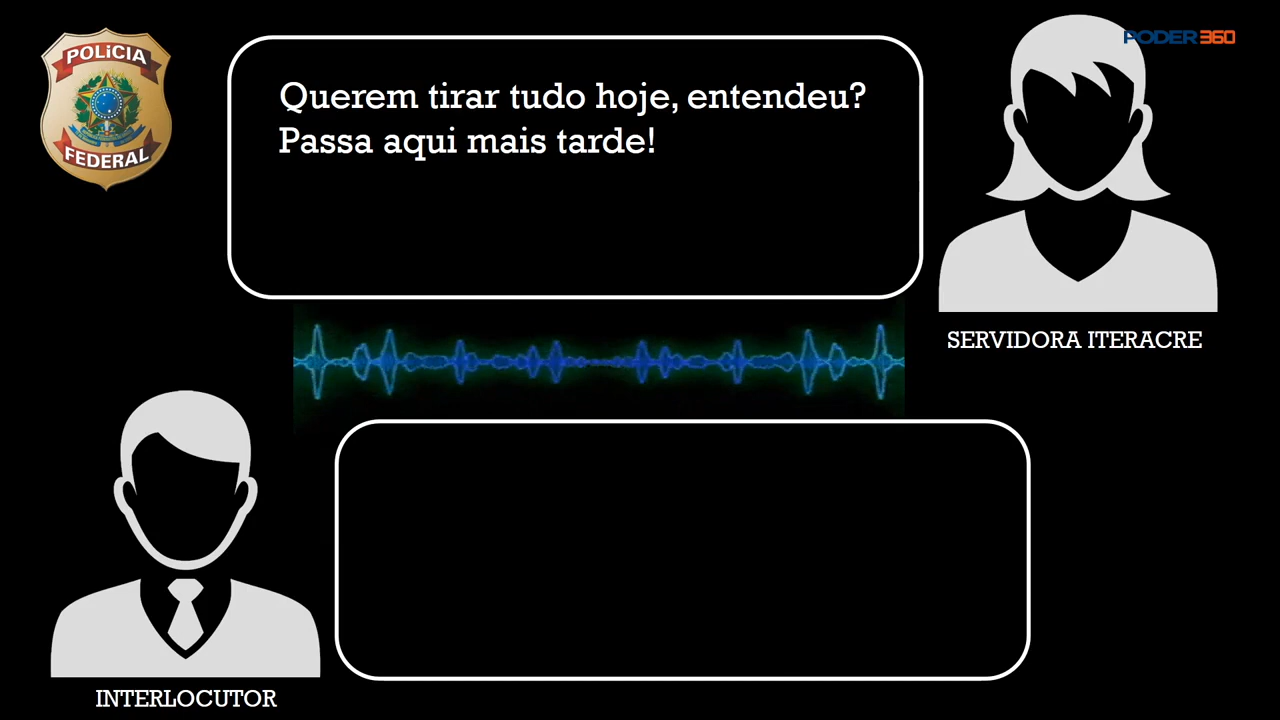 POLÍCIA
FEDERAL
PODER360
Querem tirar tudo hoje, entendeu?
Passa aqui mais tarde!
SERVIDORA ITERACRE
INTERLOCUTOR